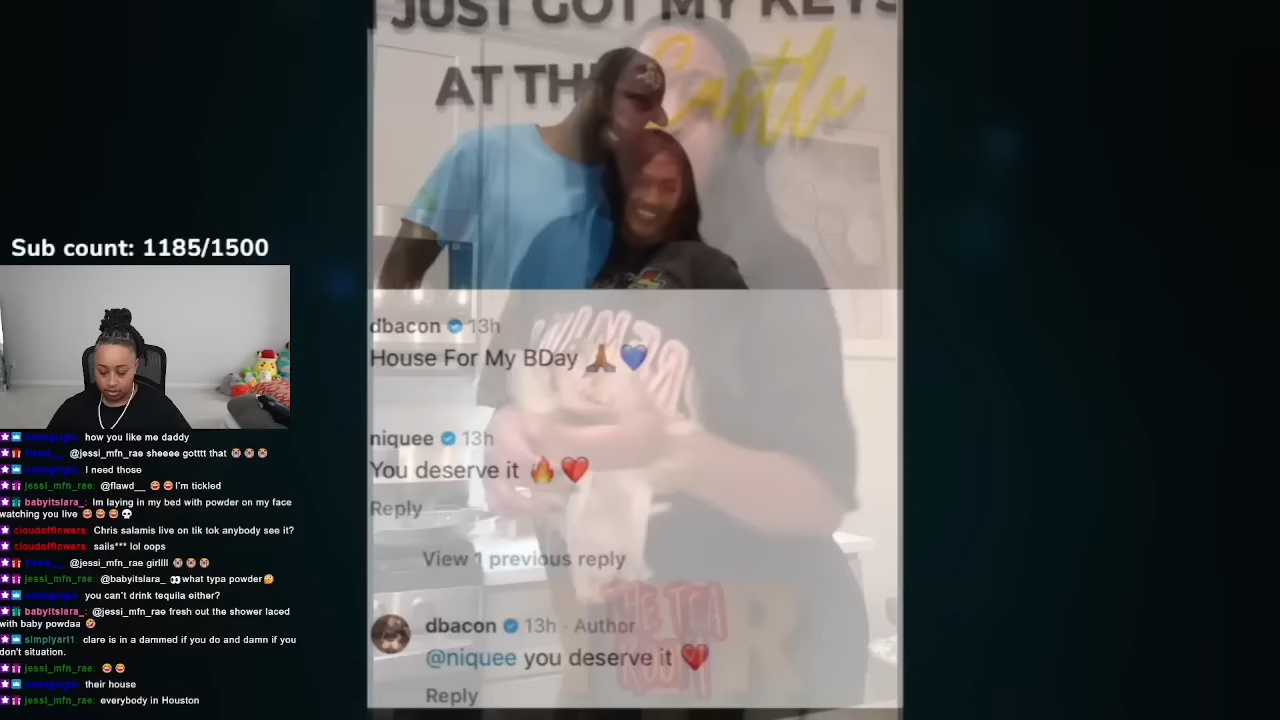 I JUST GOT MY KEYS
AT THE Castle
Sub count: 1185/1500
dbacon 13h
House For My BDay 🙏🏾💙
niquee 13h
You deserve it 🔥❤️
Reply
View 1 previous reply
dbacon 13h · Author
@niquee you deserve it ❤️
Reply
how you like me daddy
@jessi_mfn_rae sheeee gotttt that 😭 😭 😭
I need those
jessi_mfn_rae: @flawd__ 😂 😂 I'm tickled
babyitslara_: Im laying in my bed with powder on my face
watching you live 😂 😂 😂 💀
cloudofflowers: Chris salamis live on tik tok anybody see it?
cloudofflowers: sails*** lol oops
@jessi_mfn_rae girllll 😭 😭 😭
jessi_mfn_rae: @babyitslara_ 👀what typa powder🤔
you can't drink tequila either?
babyitslara_: @jessi_mfn_rae fresh out the shower laced
with baby powdaa 🤣
simplyari1: clare is in a dammed if you do and damn if you
don't situation.
jessi_mfn_rae: 😂 😂
their house
jessi_mfn_rae: everybody in Houston